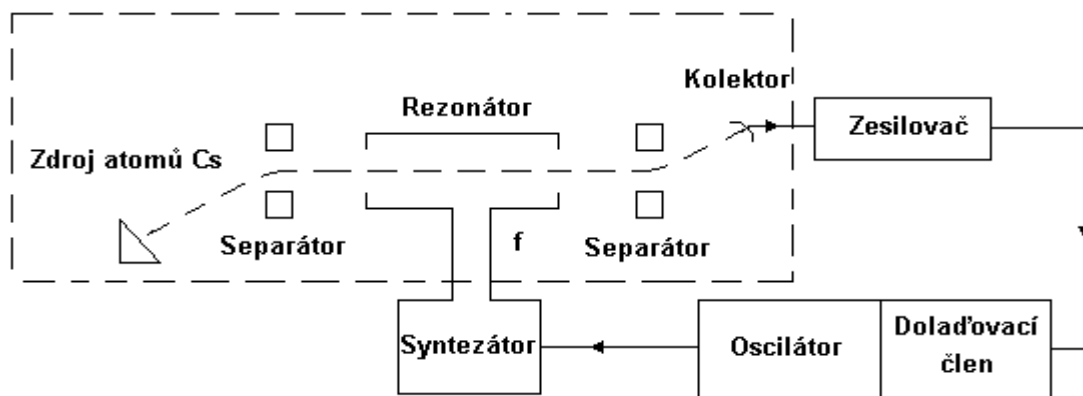 Kolektor
Rezonátor
Zesilovač
Zdroj atomů Cs
Separátor
f
Separátor
Syntezátor
Oscilátor
Dolaďovací
člen